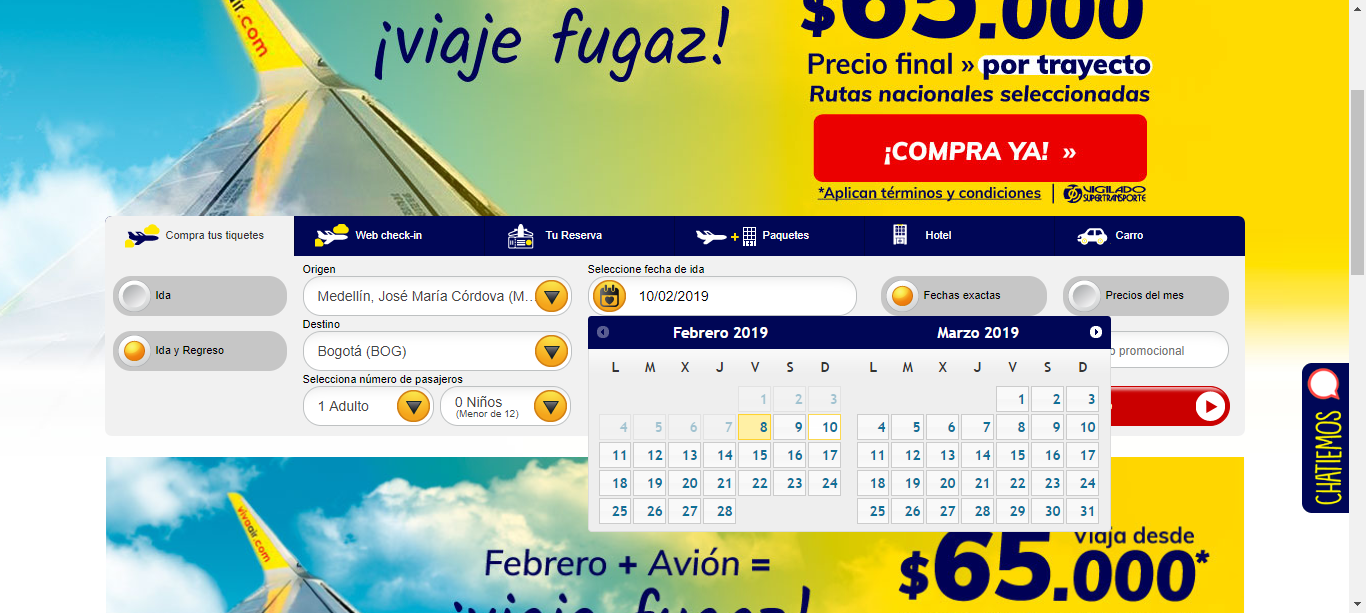 air.com
¡viaje fugaz!
$65.000
Precio final » por trayecto
Rutas nacionales seleccionadas
¡COMPRA YA! »
*Aplican términos y condiciones | VIGILADO
SUPERTRANSPORTE
Compra tus tiquetes
Web check-in
Tu Reserva
Paquetes
Hotel
Carro
Ida
Ida y Regreso
Origen
Medellín, José María Córdova (M...
Destino
Bogotá (BOG)
Selecciona número de pasajeros
1 Adulto
0 Niños
(Menor de 12)
Seleccione fecha de ida
10/02/2019
Fechas exactas
Precios del mes
promocional
Febrero 2019
L M X J V S D
1 2 3
4 5 6 7 8 9 10
11 12 13 14 15 16 17
18 19 20 21 22 23 24
25 26 27 28
Marzo 2019
L M X J V S D
1 2 3
4 5 6 7 8 9 10
11 12 13 14 15 16 17
18 19 20 21 22 23 24
25 26 27 28 29 30 31
CHATIEMOS
vivaair.com
Febrero + Avión =
¡viaje fugaz!
Viaja desde
$65.000*